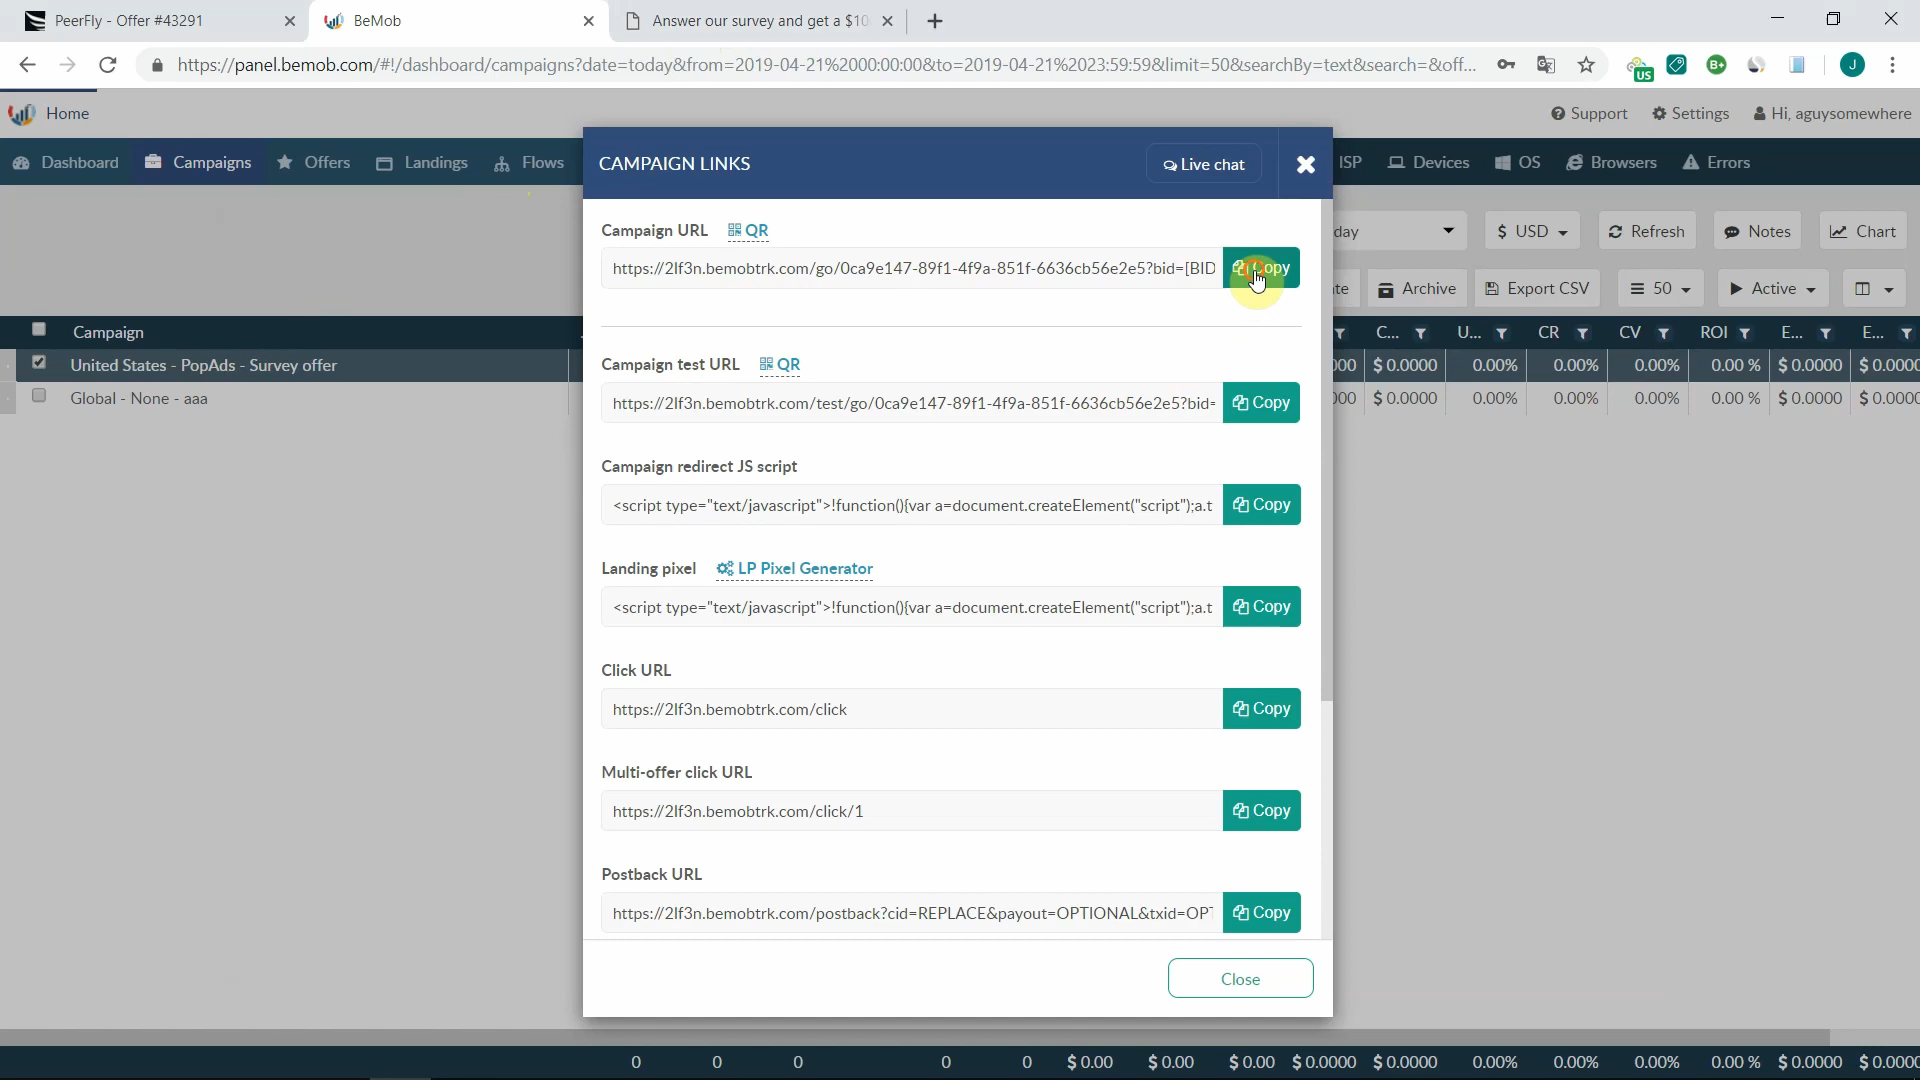 PeerFly - Offer #43291
BeMob
Answer our survey and get a $10
https://panel.bemob.com/#!/dashboard/campaigns?date=today&from=2019-04-21%2000:00:00&to=2019-04-21%2023:59:59&limit=50&searchBy=text&search=&off...
US
B+
J
Home
Support
Settings
Hi, aguysomewhere
Dashboard
Campaigns
Offers
Landings
Flows
CAMPAIGN LINKS
Live chat
ISP
Devices
OS
Browsers
Errors
Campaign URL
QR
day
$ USD
Refresh
Notes
Chart
https://2lf3n.bemobtrk.com/go/0ca9e147-89f1-4f9a-851f-6636cb56e2e5?bid=[BID
Copy
te
Archive
Export CSV
50
Active
Campaign
C...
U...
CR
CV
ROI
E...
E...
United States - PopAds - Survey offer
000
$ 0.0000
0.00%
0.00%
0.00%
0.00 %
$ 0.0000
$ 0.0000
Global - None - aaa
000
$ 0.0000
0.00%
0.00%
0.00%
0.00 %
$ 0.0000
$ 0.0000
Campaign test URL
QR
https://2lf3n.bemobtrk.com/test/go/0ca9e147-89f1-4f9a-851f-6636cb56e2e5?bid=
Copy
Campaign redirect JS script
<script type="text/javascript">!function(){var a=document.createElement("script");a.t
Copy
Landing pixel
LP Pixel Generator
<script type="text/javascript">!function(){var a=document.createElement("script");a.t
Copy
Click URL
https://2lf3n.bemobtrk.com/click
Copy
Multi-offer click URL
https://2lf3n.bemobtrk.com/click/1
Copy
Postback URL
https://2lf3n.bemobtrk.com/postback?cid=REPLACE&payout=OPTIONAL&txid=OPT
Copy
Close
0
0
0
0
0
$ 0.00
$ 0.00
$ 0.00
$ 0.0000
$ 0.0000
0.00%
0.00%
0.00%
0.00 %
$ 0.0000
$ 0.0000